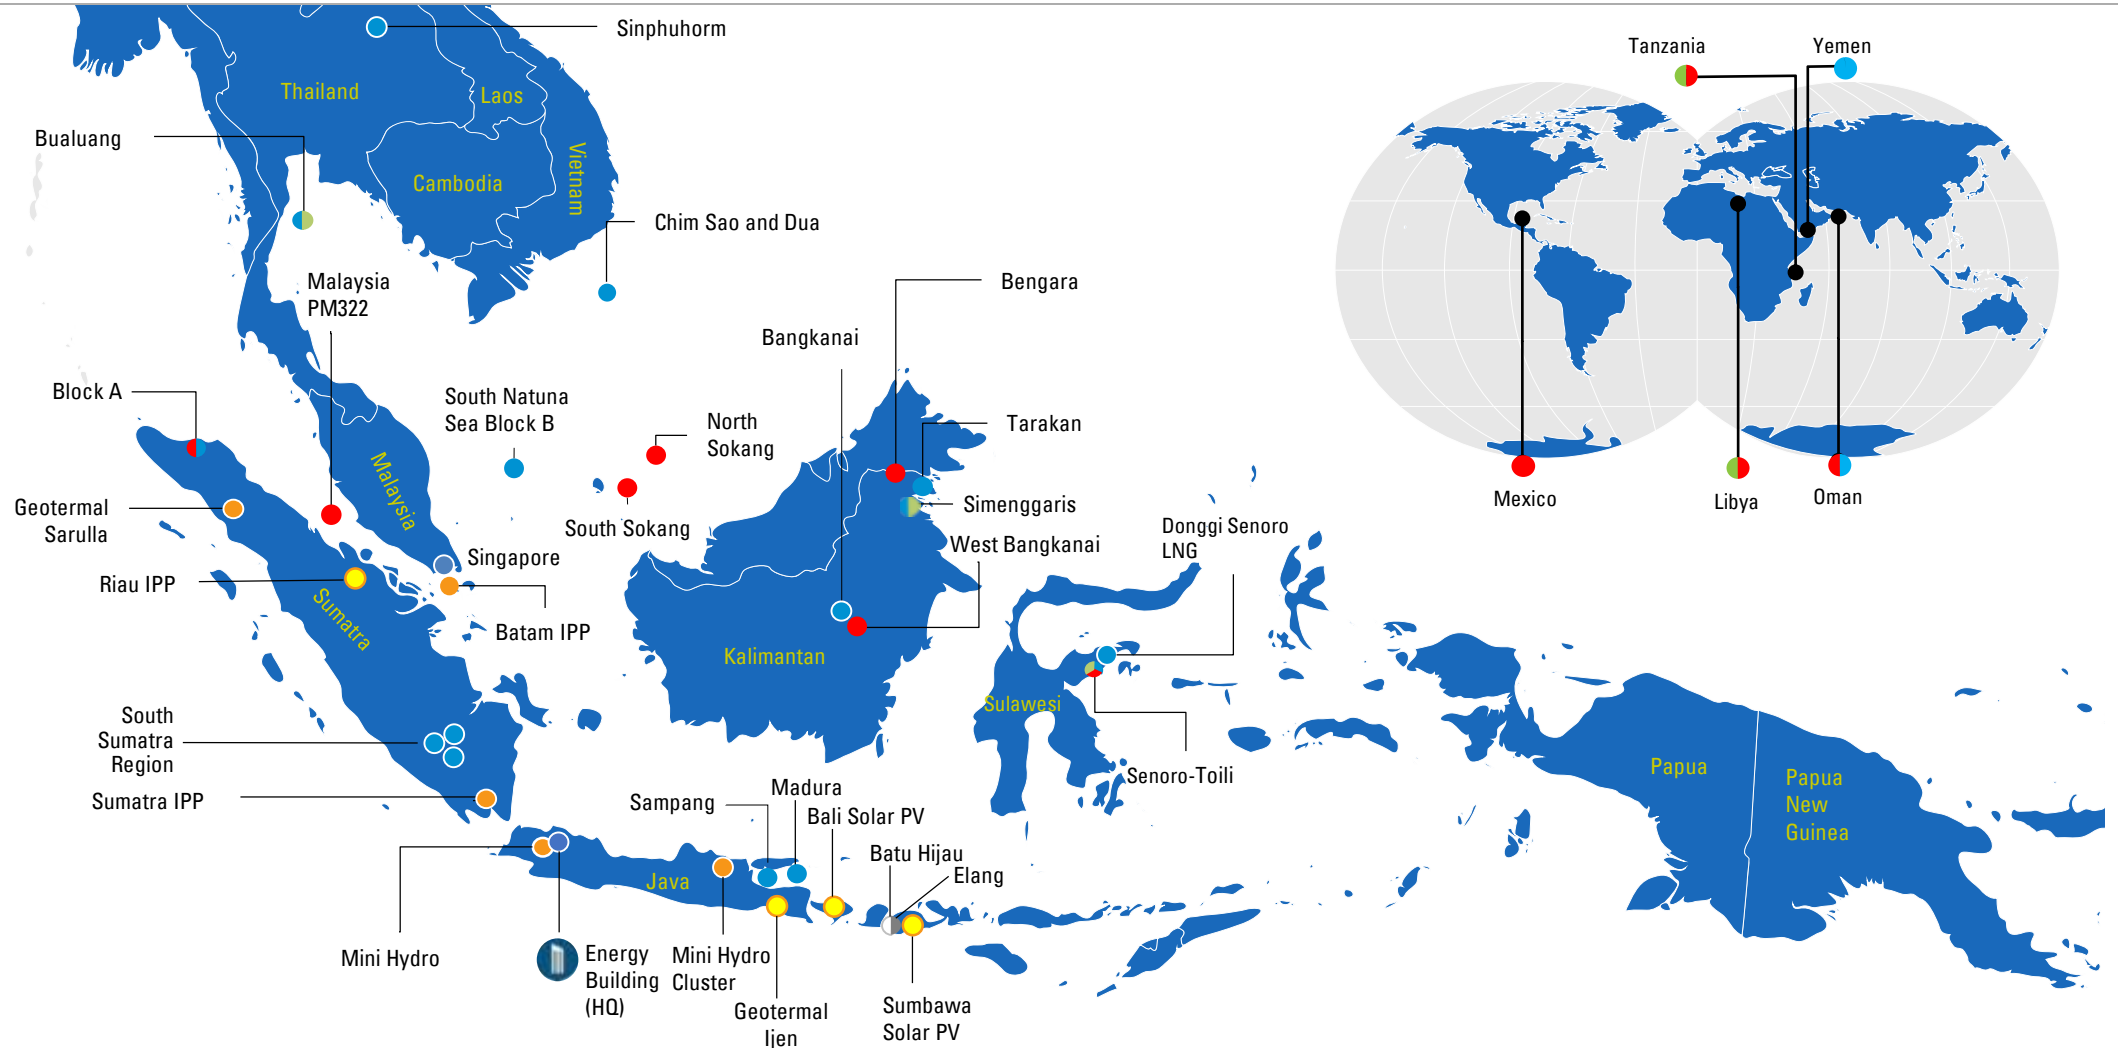 Sinphuhorm
Tanzania
Yemen
Thailand
Laos
Bualuang
Vietnam
Cambodia
Chim Sao and Dua
Malaysia
PM322
Bengara
Bangkanai
Block A
South Natuna
Sea Block B
North
Sokang
Tarakan
Malaysia
Mexico
Libya
Oman
Geotermal
Sarulla
South Sokang
Simenggaris
Donggi Senoro
LNG
West Bangkanai
Singapore
Riau IPP
Sumatra
Batam IPP
Kalimantan
Sulawesi
South
Sumatra
Region
Senoro-Toili
Papua
Papua
New
Guinea
Sumatra IPP
Sampang
Madura
Bali Solar PV
Batu Hijau
Elang
Java
Mini Hydro
Energy
Building
(HQ)
Mini Hydro
Cluster
Geotermal
Ijen
Sumbawa
Solar PV